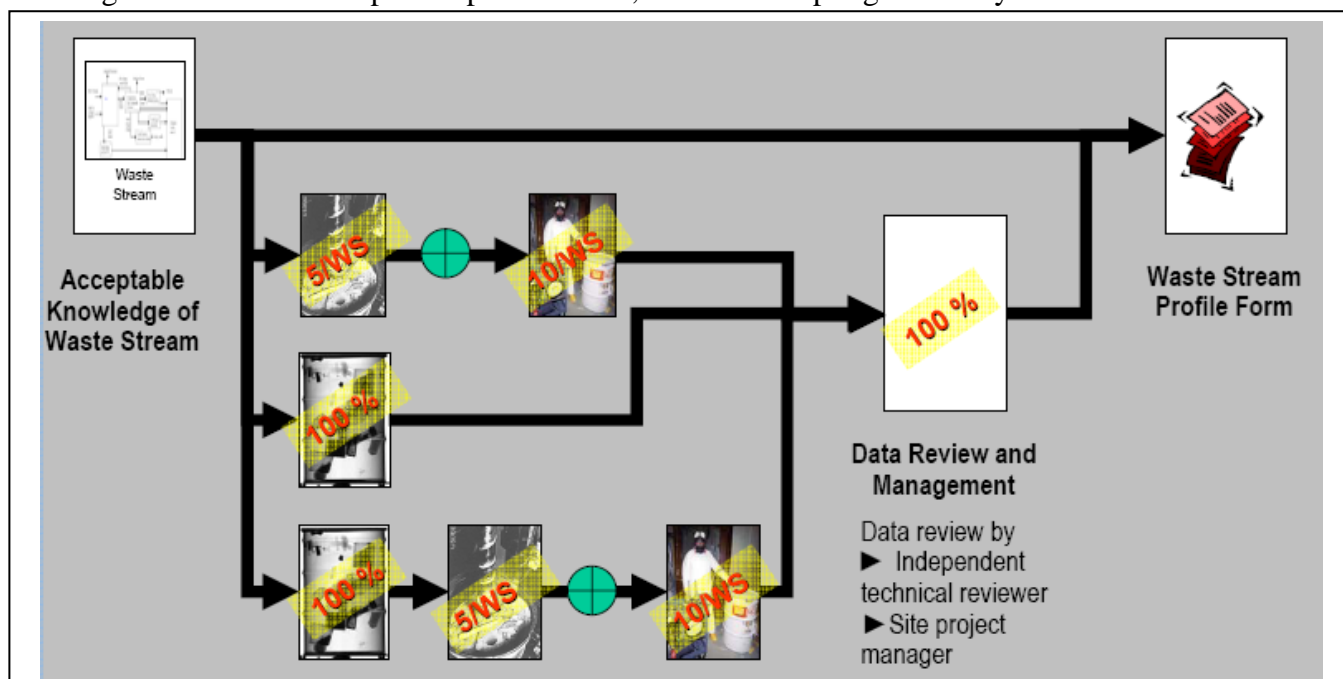 Waste
Stream
Acceptable
Knowledge of
Waste Stream
5/WS
10/WS
100 %
100 %
5/WS
10/WS
100 %
Data Review and
Management
Data review by
► Independent
technical reviewer
►Site project
manager
Waste Stream
Profile Form